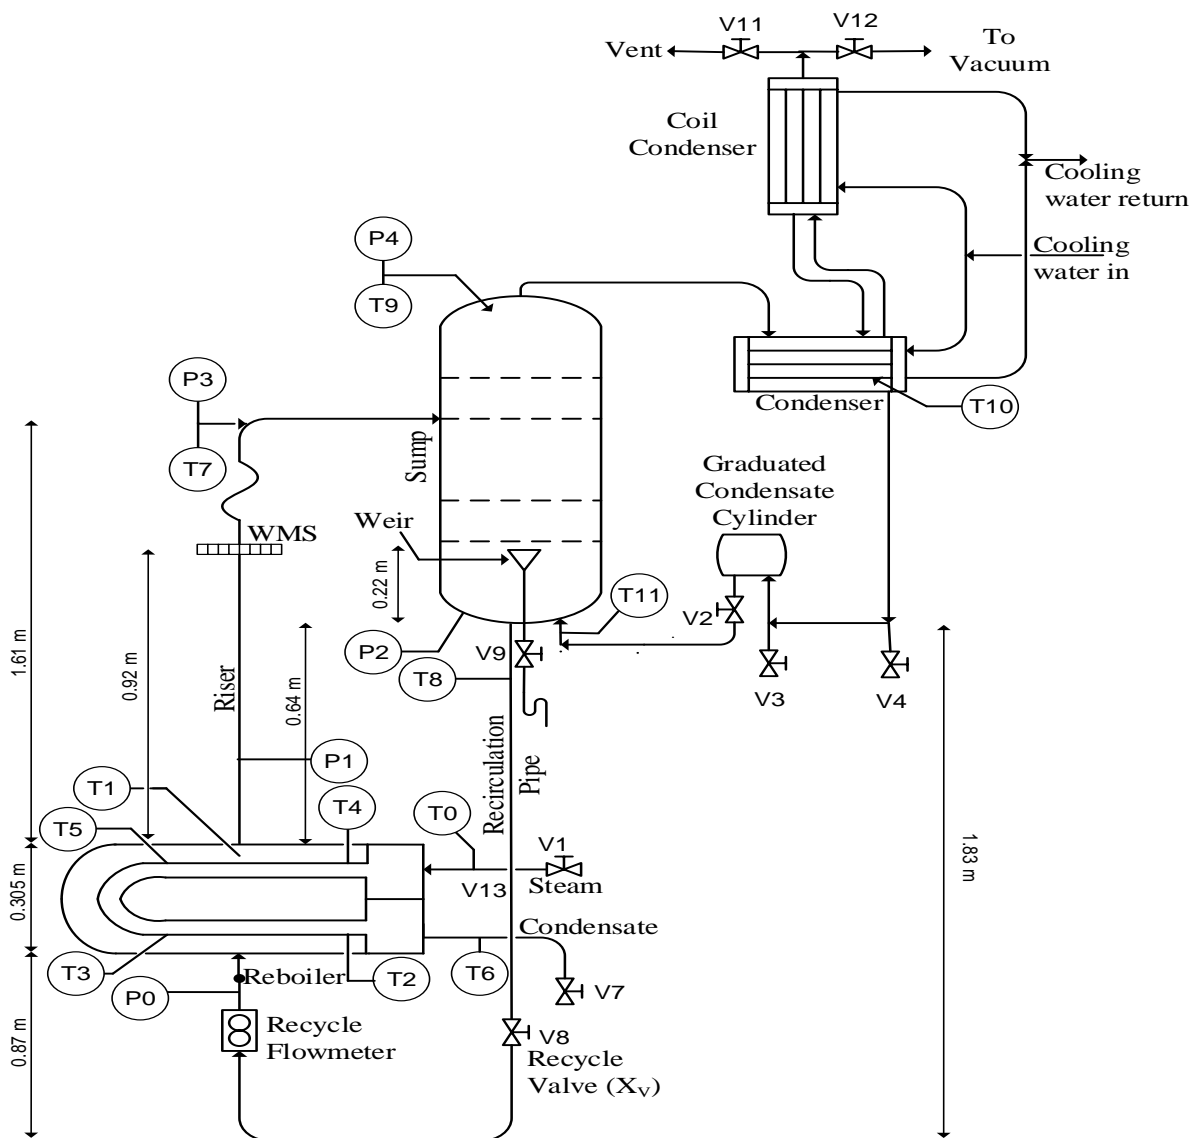 V11
V12
Vent
To
Vacuum
Coil
Condenser
Cooling
water return
Cooling
water in
P4
T9
P3
T7
Condenser
T10
Sump
Graduated
Condensate
Cylinder
Weir
WMS
0.22 m
T11
V2
P2
V9
T8
V3
V4
1.61 m
0.92 m
Riser
0.64 m
P1
Recirculation
Pipe
T1
T4
T0
T5
V1
V13
Steam
1.83 m
0.305 m
Condensate
T3
Reboiler
T2
T6
P0
V7
Recycle
Flowmeter
V8
Recycle
Valve (XV)
0.87 m